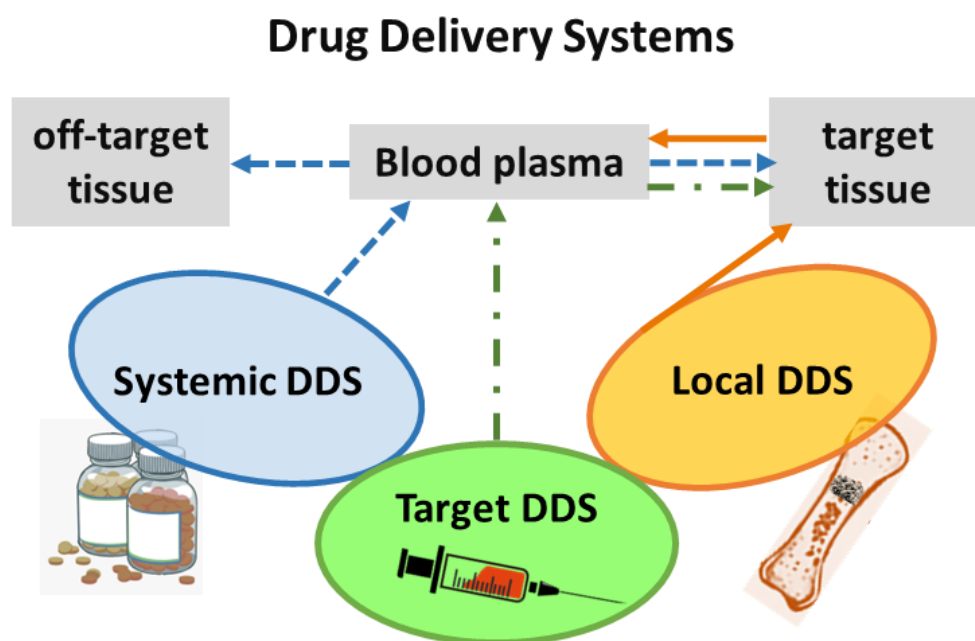 Drug Delivery Systems
off-target
tissue
Blood plasma
target
tissue
Systemic DDS
Local DDS
Target DDS